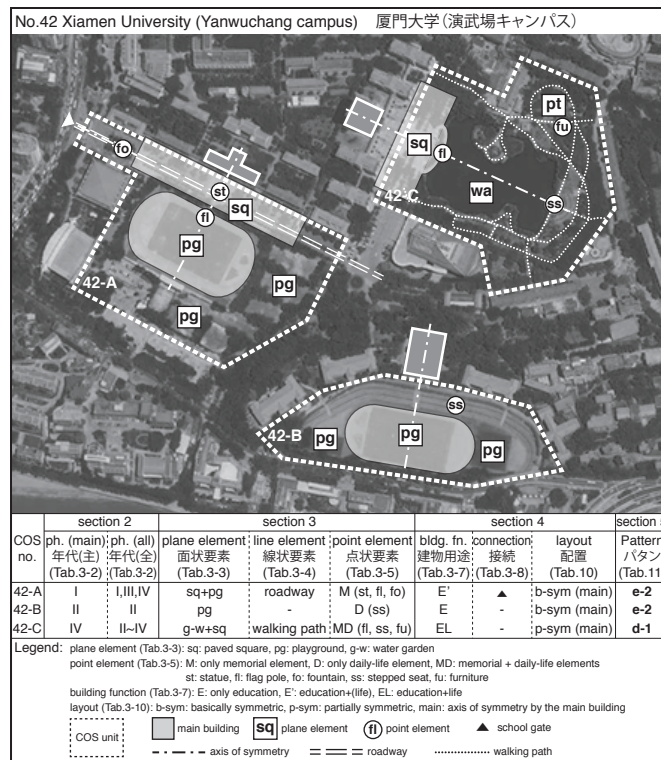 No.42 Xiamen University (Yanwuchang campus) 厦門大学(演武場キャンパス)
pt
fu
fo
sq
fl
st
wa
42-C
sq
ss
fl
pg
42-A
pg
pg
ss
42-B
pg
pg
pg
section 2 section 3 section 4 section 5
COS no. ph. (main) 年代(主) (Tab.3-2) ph. (all) 年代(全) (Tab.3-2) plane element 面状要素 (Tab.3-3) line element 線状要素 (Tab.3-4) point element 点状要素 (Tab.3-5) bldg. fn. 建物用途 (Tab.3-7) connection 接続 (Tab.3-8) layout 配置 (Tab.10) Pattern パタン (Tab.11)
42-A I I,III,IV sq+pg roadway M (st, fl, fo) E' ▲ b-sym (main) e-2
42-B II II pg - D (ss) E - b-sym (main) e-2
42-C IV II~IV g-w+sq walking path MD (fl, ss, fu) EL - p-sym (main) d-1
Legend: plane element (Tab.3-3): sq: paved square, pg: playground, g-w: water garden
point element (Tab.3-5): M: only memorial element, D: only daily-life element, MD: memorial + daily-life elements
st: statue, fl: flag pole, fo: fountain, ss: stepped seat, fu: furniture
building function (Tab.3-7): E: only education, E': education+(life), EL: education+life
layout (Tab.3-10): b-sym: basically symmetric, p-sym: partially symmetric, main: axis of symmetry by the main building
COS unit main building sq plane element fl point element ▲ school gate
axis of symmetry roadway walking path